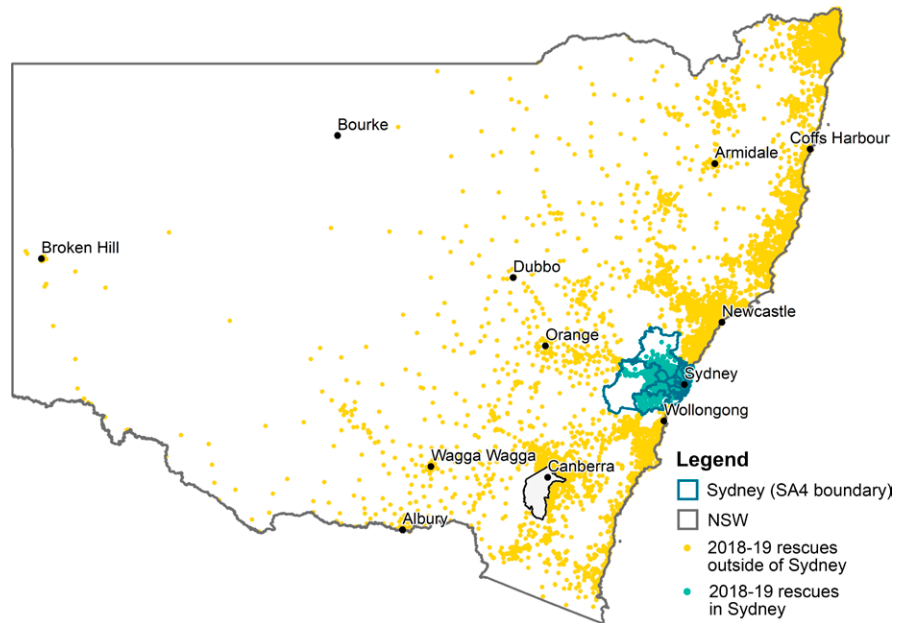 Bourke
Coffs Harbour
Armidale
Broken Hill
Dubbo
Newcastle
Orange
Sydney
Wollongong
Wagga Wagga
Canberra
Albury
Legend
Sydney (SA4 boundary)
NSW
2018-19 rescues
outside of Sydney
2018-19 rescues
in Sydney